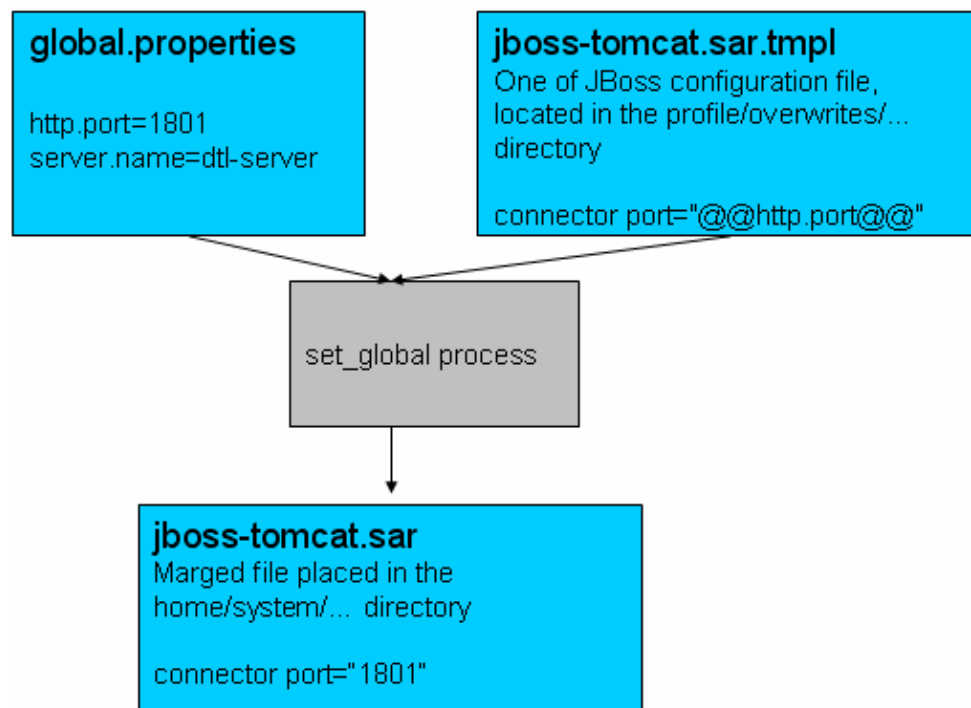 global.properties
http.port=1801
server.name=dtl-server
jboss-tomcat.sar.tmpl
One of JBoss configuration file,
located in the profile/overwrites/...
directory
connector port="@@http.port@@"
set_global process
jboss-tomcat.sar
Marged file placed in the
home/system/... directory
connector port="1801"